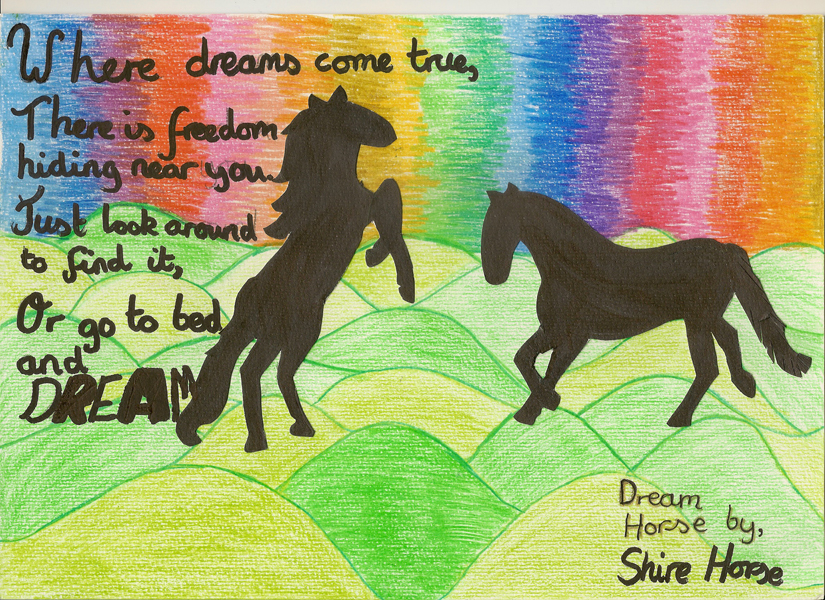 Where dreams come true,
There is freedom
hiding near you.
Just look around
to find it,
Or go to bed
and
DREAM
Dream
Horse by,
Shire Horse